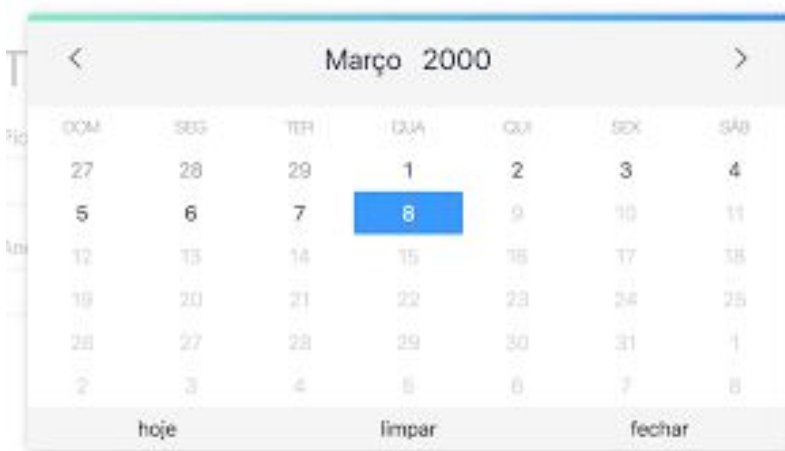 Março 2000
DOM SEG TER QUA QUI SEX SÁB
27 28 29 1 2 3 4
5 6 7 8 9 10 11
12 13 14 15 16 17 18
19 20 21 22 23 24 25
26 27 28 29 30 31 1
2 3 4 5 6 7 8
hoje limpar fechar